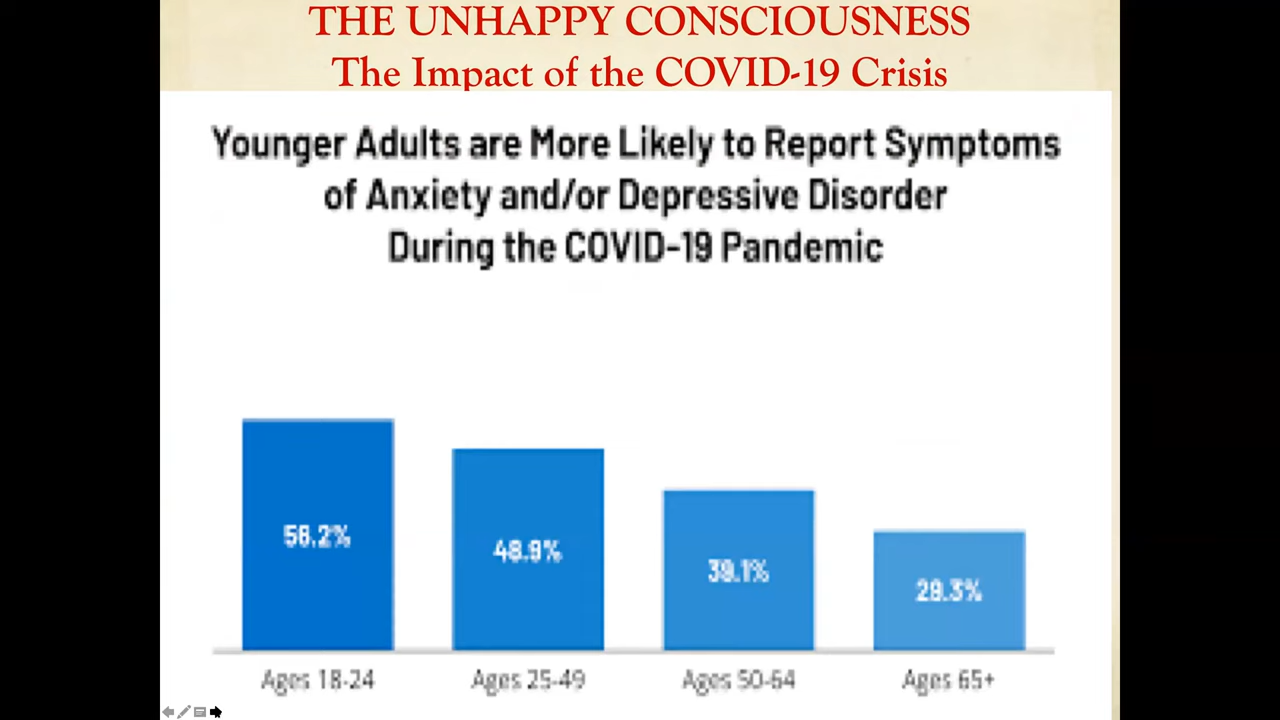 THE UNHAPPY CONSCIOUSNESS
The Impact of the COVID-19 Crisis
Younger Adults are More Likely to Report Symptoms
of Anxiety and/or Depressive Disorder
During the COVID-19 Pandemic
56.2%
48.9%
39.1%
29.3%
Ages 18-24
Ages 25-49
Ages 50-64
Ages 65+